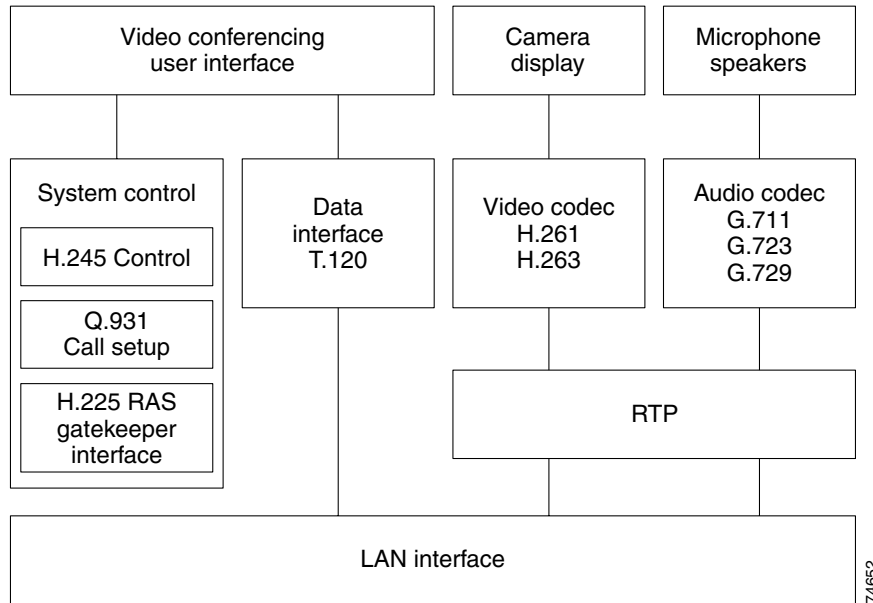 Video conferencing
user interface
Camera
display
Microphone
speakers
System control
H.245 Control
Q.931
Call setup
H.225 RAS
gatekeeper
interface
Data
interface
T.120
Video codec
H.261
H.263
Audio codec
G.711
G.723
G.729
RTP
LAN interface
74652